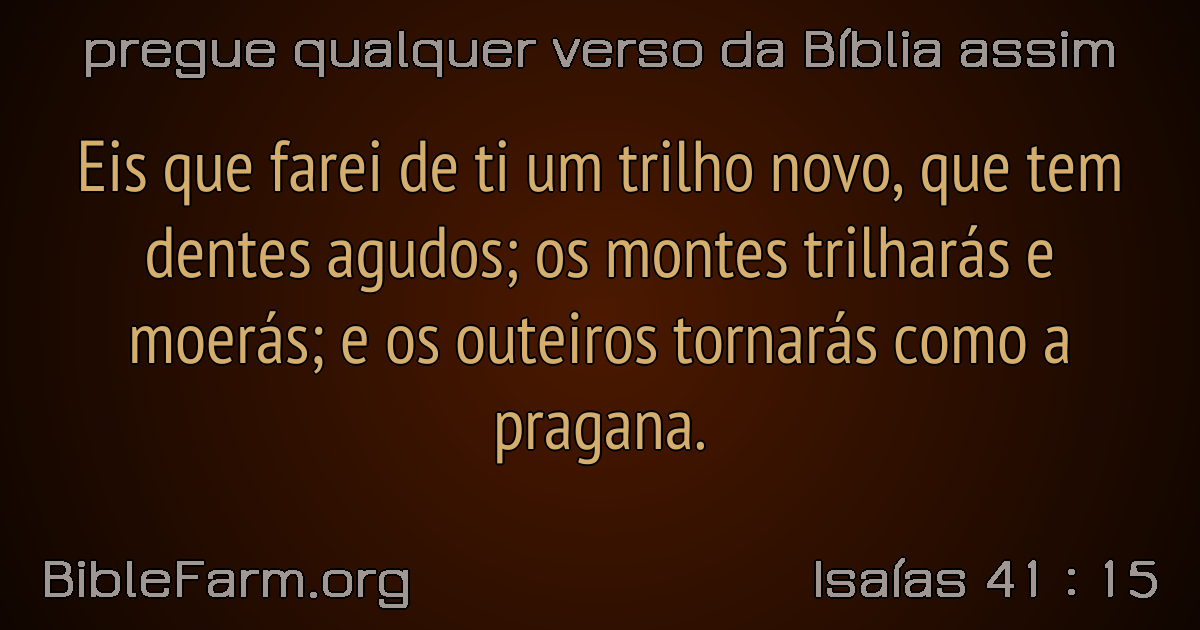 pregue qualquer verso da Bíblia assim
Eis que farei de ti um trilho novo, que tem
dentes agudos; os montes trilharás e
moerás; e os outeiros tornarás como a
pragana.
BibleFarm.org
Isaías 41 : 15